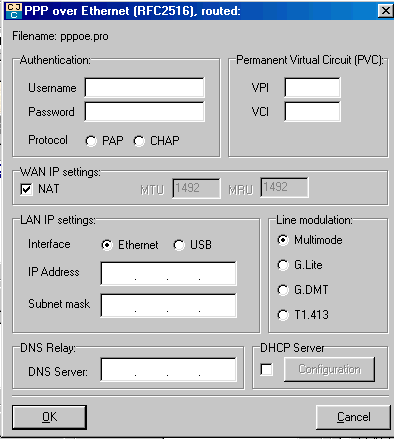 PPP over Ethernet (RFC2516), routed:
Filename: pppoe.pro
Authentication:
Username
Password
Protocol PAP CHAP
Permanent Virtual Circuit (PVC):
VPI
VCI
WAN IP settings:
NAT MTU 1492 MRU 1492
LAN IP settings:
Interface Ethernet USB
IP Address . . .
Subnet mask . . .
Line modulation:
Multimode
G.Lite
G.DMT
T1.413
DNS Relay:
DNS Server: . . .
DHCP Server
Configuration
OK Cancel